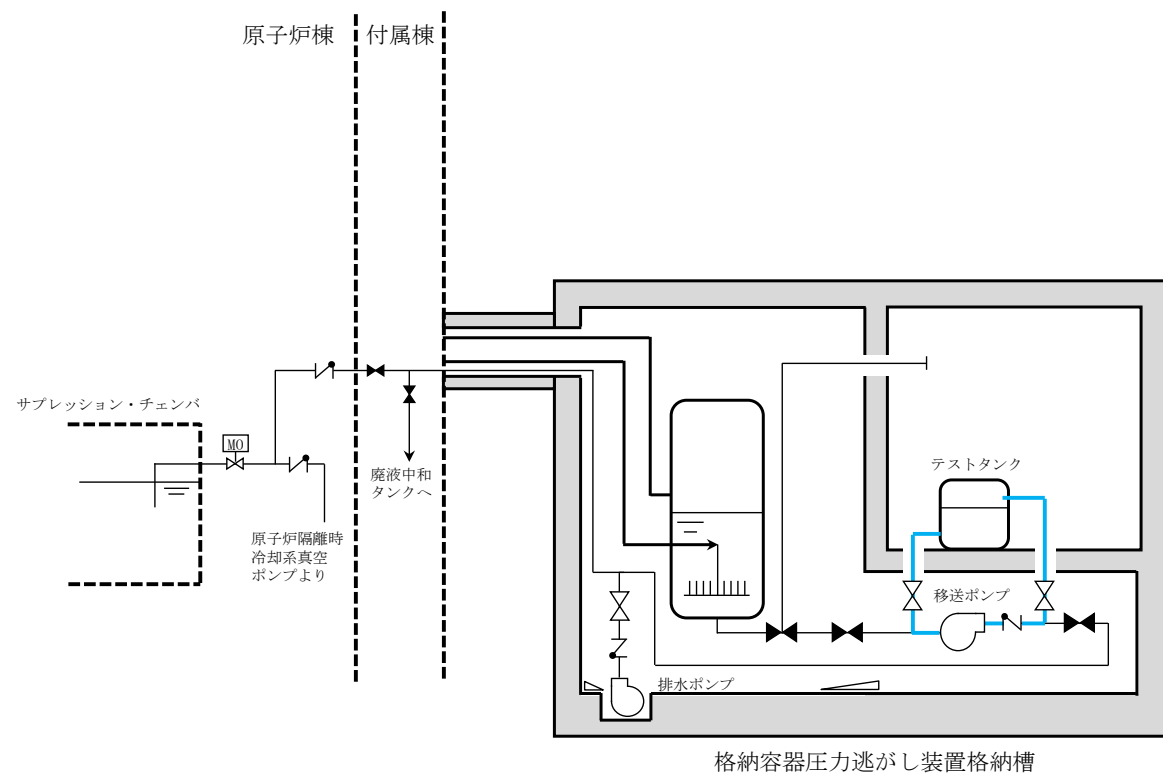 原子炉棟
付属棟
サプレッション・チェンバ
MO
廃液中和
タンクへ
原子炉隔離時
冷却系真空
ポンプより
テストタンク
移送ポンプ
排水ポンプ
格納容器圧力逃がし装置格納槽